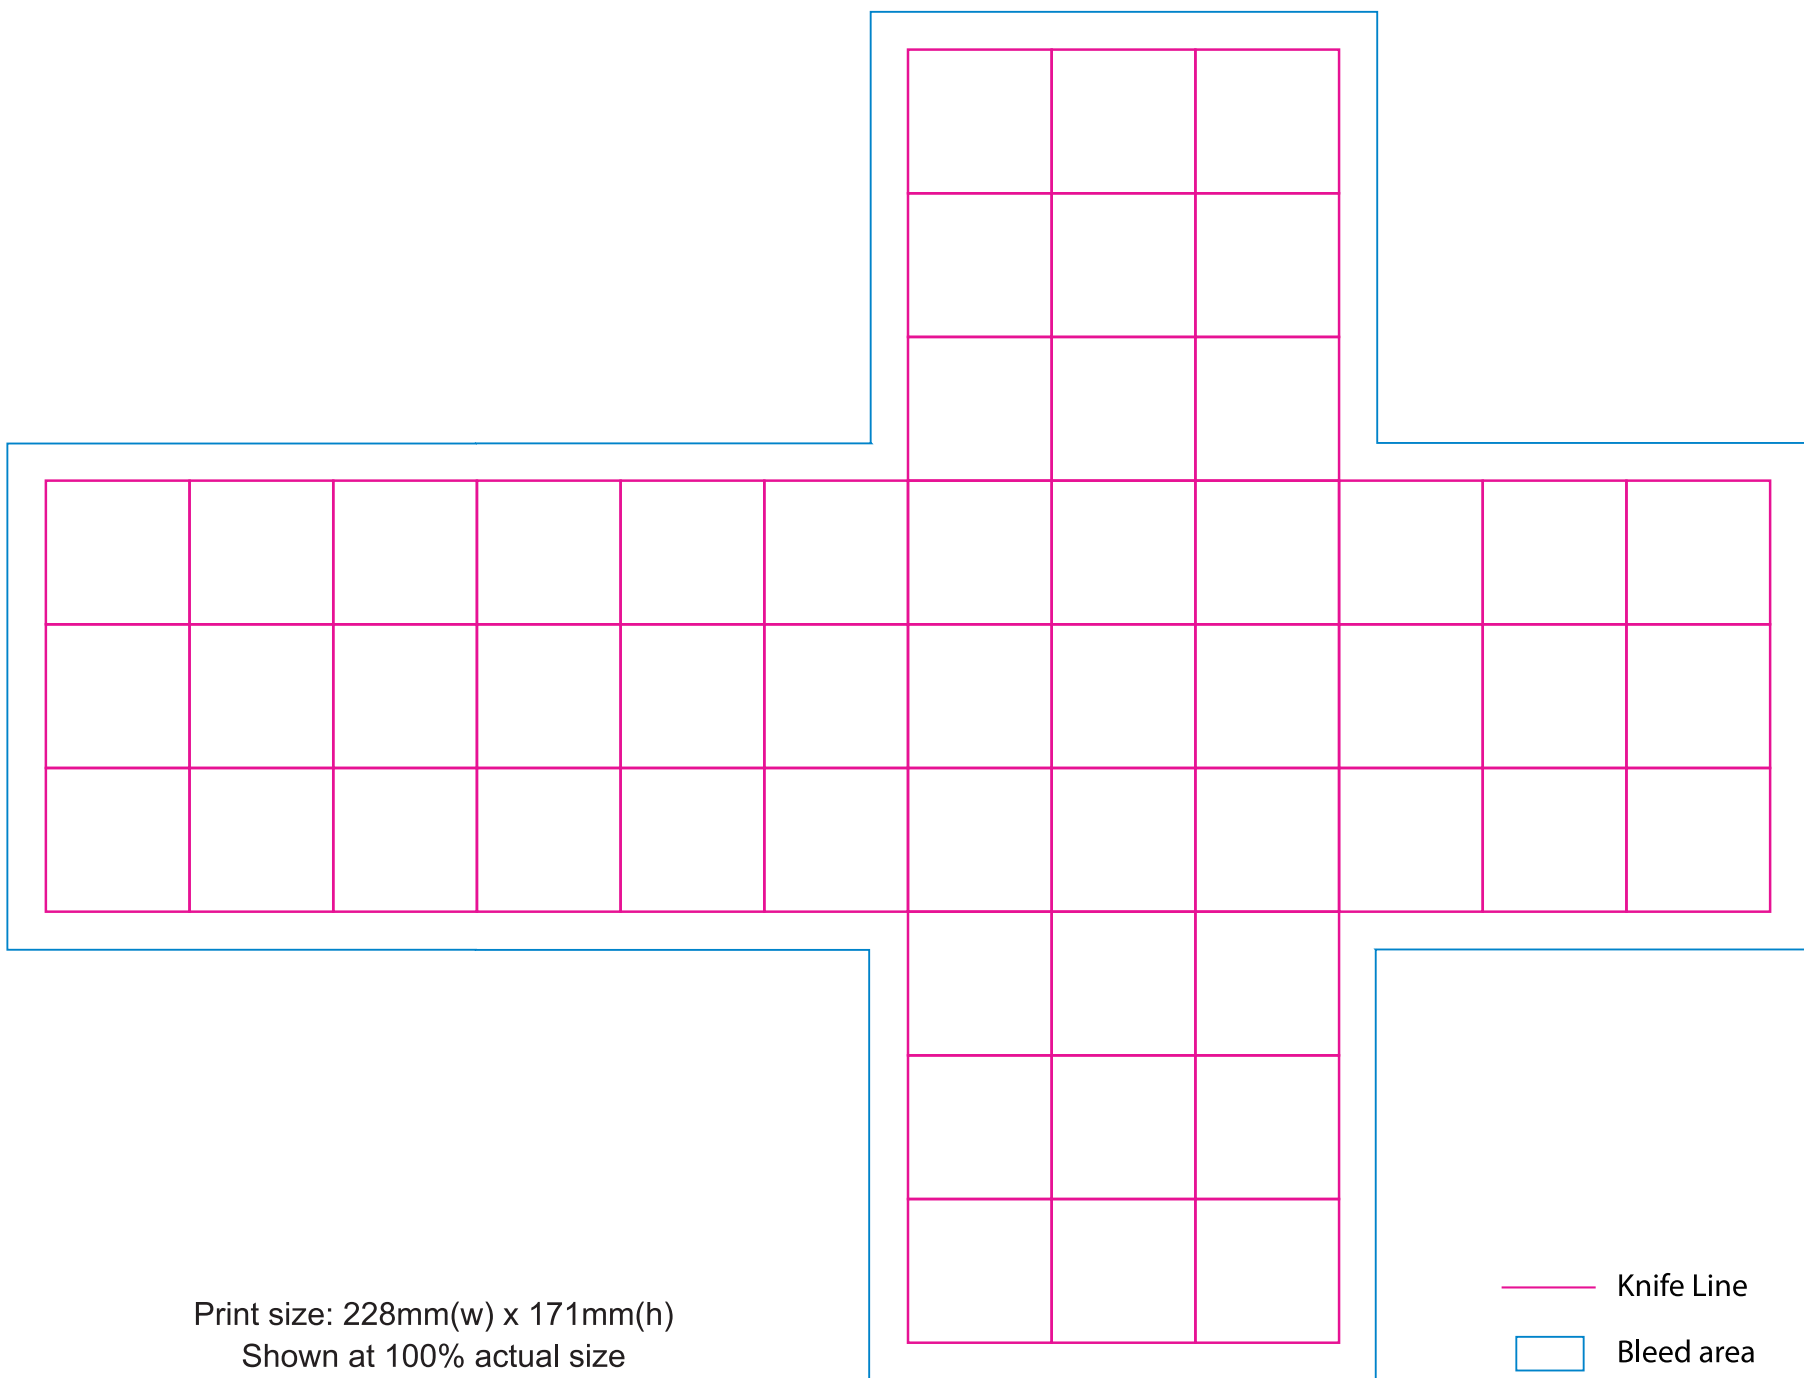 Print size: 228mm(w) x 171mm(h)
Shown at 100% actual size
Knife Line
Bleed area